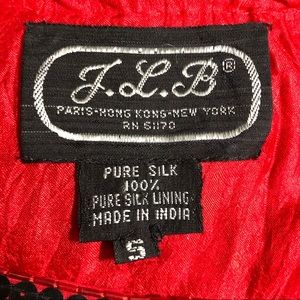 J.L.B®
PARIS-HONG KONG-NEW YORK
RN 51170
PURE SILK
100%
PURE SILK LINING
MADE IN INDIA
S